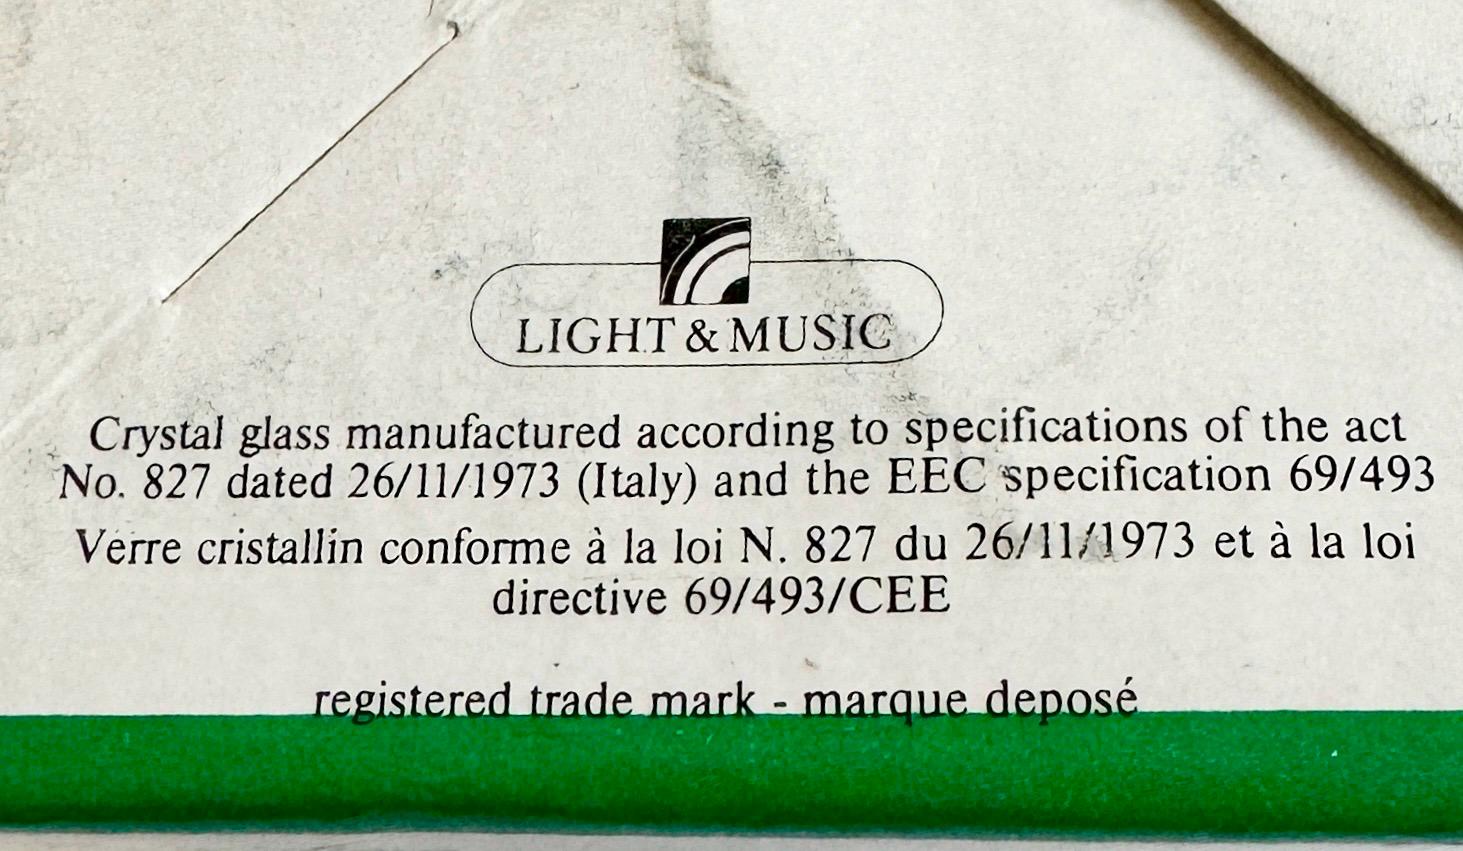 LIGHT & MUSIC
Crystal glass manufactured according to specifications of the act
No. 827 dated 26/11/1973 (Italy) and the EEC specification 69/493
Verre cristallin conforme à la loi N. 827 du 26/11/1973 et à la loi
directive 69/493/CEE
registered trade mark - marque deposé